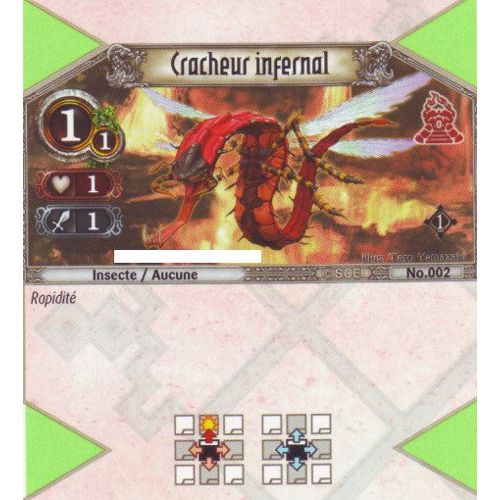 Cracheur infernal
1
1
1
1
1
Illus. Taro Yamazaki
Insecte / Aucune
©SCEI
No.002
Rapidité